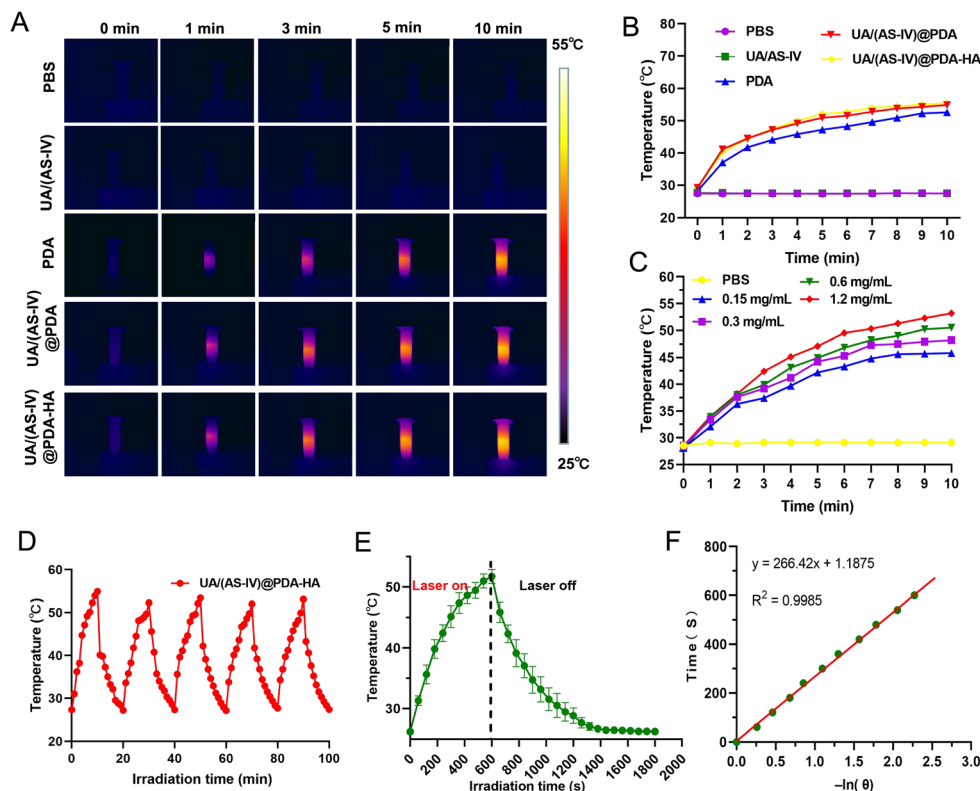 A
0 min 1 min 3 min 5 min 10 min
PBS
UA/(AS-IV)
PDA
UA/(AS-IV)
@PDA
UA/(AS-IV)
@PDA-HA
55℃
25℃
B
PBS
UA/AS-IV
PDA
UA/(AS-IV)@PDA
UA/(AS-IV)@PDA-HA
Temperature (℃)
80
70
60
50
40
30
20
0 1 2 3 4 5 6 7 8 9 10
Time (min)
C
PBS
0.15 mg/mL
0.3 mg/mL
0.6 mg/mL
1.2 mg/mL
Temperature (℃)
60
55
50
45
40
35
30
25
0 1 2 3 4 5 6 7 8 9 10
Time (min)
D
UA/(AS-IV)@PDA-HA
Temperature (℃)
60
50
40
30
20
0 20 40 60 80 100
Irradiation time (min)
E
Laser on
Laser off
Temperature (℃)
50
40
30
0 200 400 600 800 1000 1200 1400 1600 1800 2000
Irradiation time (s)
F
y = 266.42x + 1.1875
R² = 0.9985
Time( S)
800
600
400
200
0
0.0 0.5 1.0 1.5 2.0 2.5 3.0
–ln( θ)